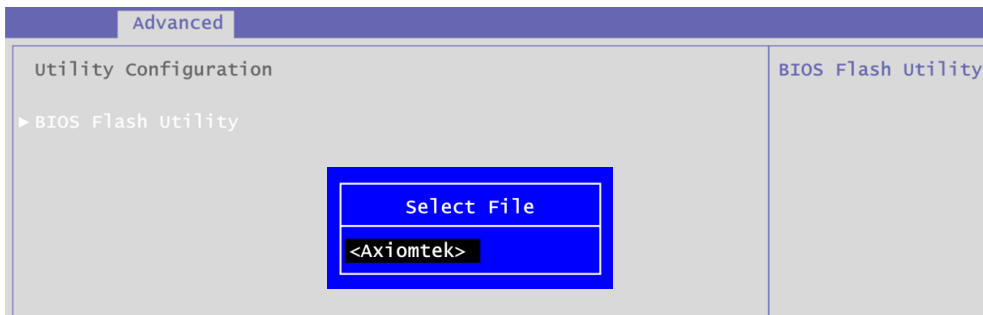 Advanced
Utility Configuration
BIOS Flash Utility
▶ BIOS Flash Utility
Select File
<Axiomtek>